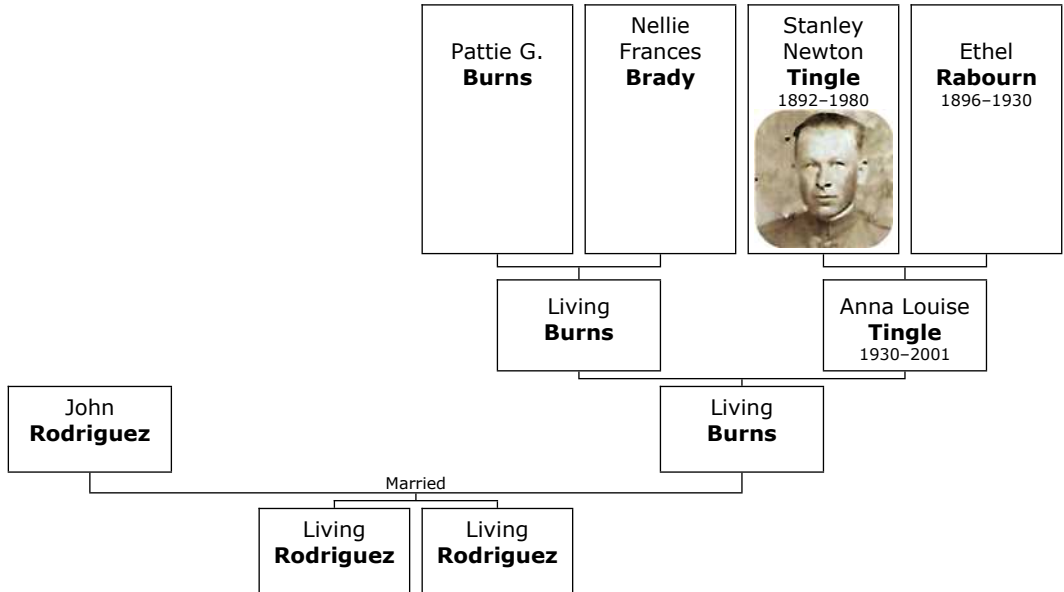 Pattie G.
Burns
Nellie
Frances
Brady
Stanley
Newton
Tingle
1892–1980
Ethel
Rabourn
1896–1930
Living
Burns
Anna Louise
Tingle
1930–2001
John
Rodriguez
Living
Burns
Married
Living
Rodriguez
Living
Rodriguez